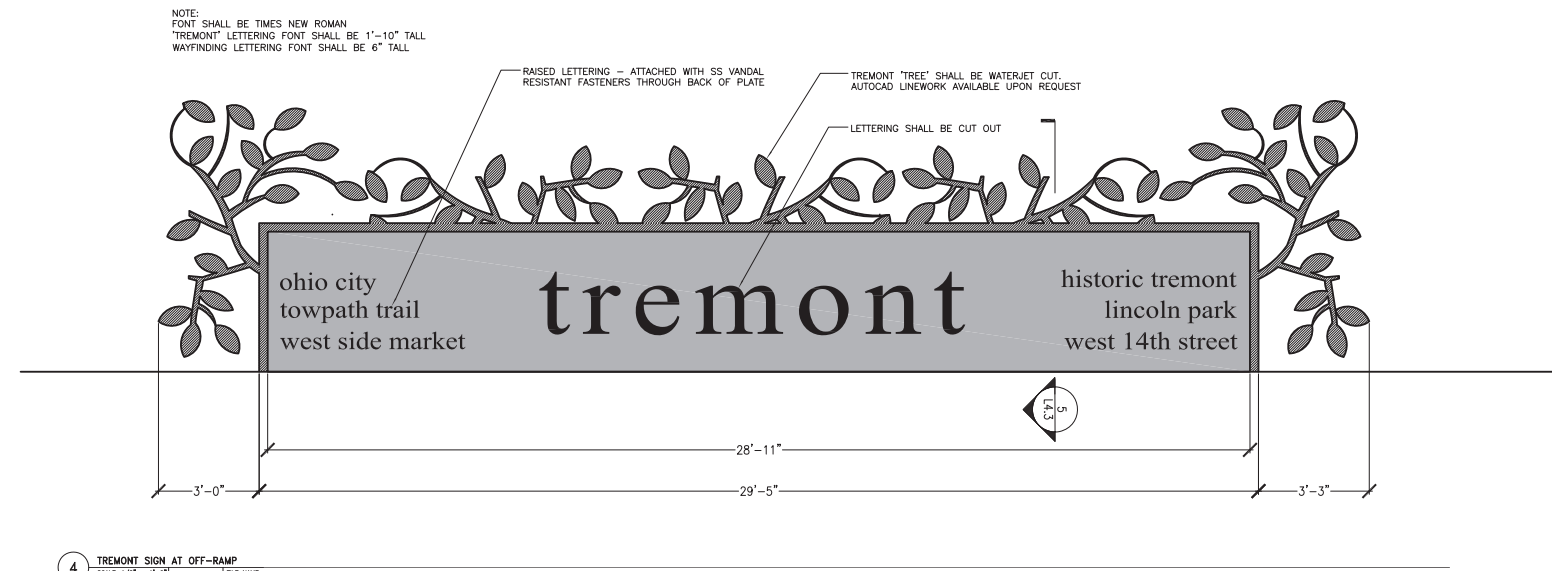 NOTE:
FONT SHALL BE TIMES NEW ROMAN
'TREMONT' LETTERING FONT SHALL BE 1'-10" TALL
WAYFINDING LETTERING FONT SHALL BE 6" TALL
RAISED LETTERING – ATTACHED WITH SS VANDAL
RESISTANT FASTENERS THROUGH BACK OF PLATE
TREMONT 'TREE' SHALL BE WATERJET CUT.
AUTOCAD LINEWORK AVAILABLE UPON REQUEST
LETTERING SHALL BE CUT OUT
ohio city
towpath trail
west side market
tremont
historic tremont
lincoln park
west 14th street
5
L4.3
28'-11"
3'-0"
29'-5"
3'-3"
4
TREMONT SIGN AT OFF-RAMP